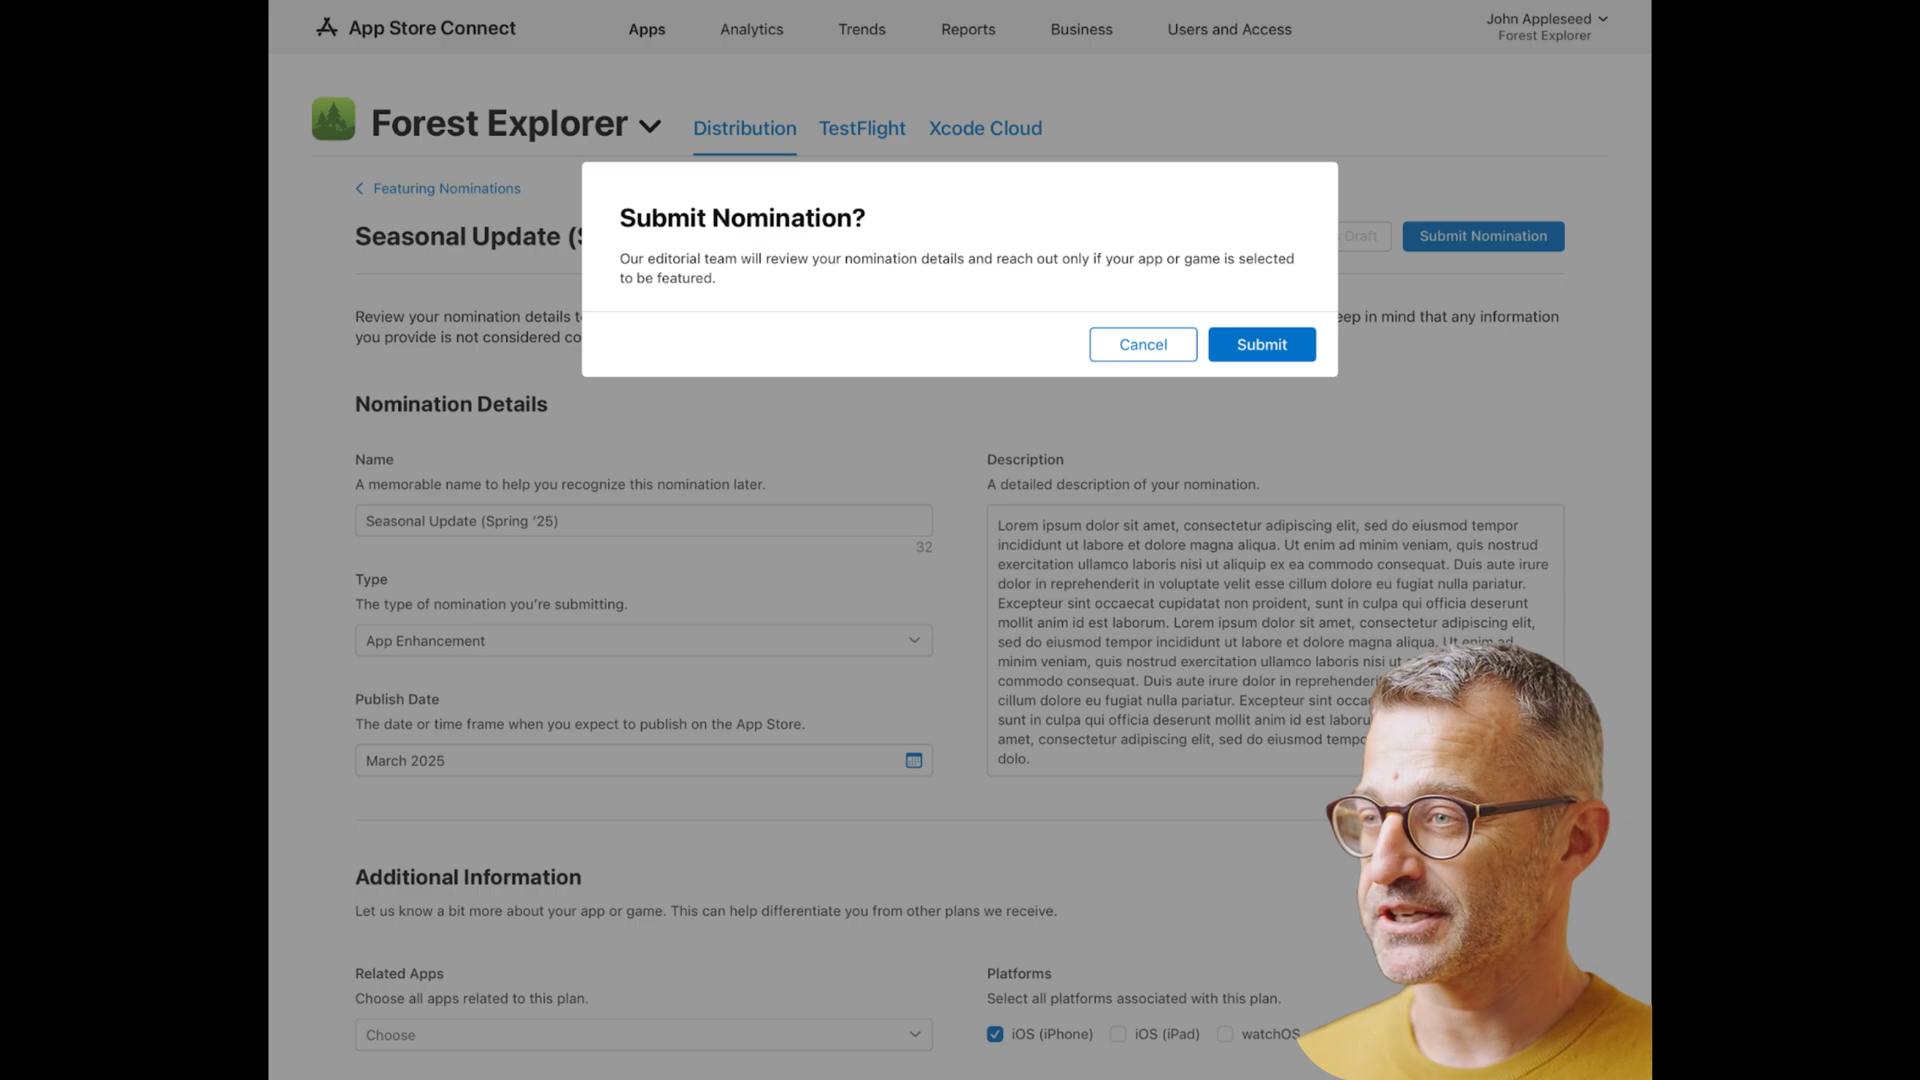 App Store Connect
Apps
Analytics
Trends
Reports
Business
Users and Access
John Appleseed
Forest Explorer
Forest Explorer
Distribution
TestFlight
Xcode Cloud
Featuring Nominations
Seasonal Update (S
Draft
Submit Nomination
Submit Nomination?
Our editorial team will review your nomination details and reach out only if your app or game is selected
to be featured.
Cancel
Submit
Review your nomination details t
eep in mind that any information
you provide is not considered co
Nomination Details
Name
A memorable name to help you recognize this nomination later.
Seasonal Update (Spring ‘25)
32
Type
The type of nomination you’re submitting.
App Enhancement
Publish Date
The date or time frame when you expect to publish on the App Store.
March 2025
Description
A detailed description of your nomination.
Lorem ipsum dolor sit amet, consectetur adipiscing elit, sed do eiusmod tempor
incididunt ut labore et dolore magna aliqua. Ut enim ad minim veniam, quis nostrud
exercitation ullamco laboris nisi ut aliquip ex ea commodo consequat. Duis aute irure
dolor in reprehenderit in voluptate velit esse cillum dolore eu fugiat nulla pariatur.
Excepteur sint occaecat cupidatat non proident, sunt in culpa qui officia deserunt
mollit anim id est laborum. Lorem ipsum dolor sit amet, consectetur adipiscing elit,
sed do eiusmod tempor incididunt ut labore et dolore magna aliqua. Ut enim ad
minim veniam, quis nostrud exercitation ullamco laboris nisi ut
commodo consequat. Duis aute irure dolor in reprehenderi
cillum dolore eu fugiat nulla pariatur. Excepteur sint occa
sunt in culpa qui officia deserunt mollit anim id est laboru
amet, consectetur adipiscing elit, sed do eiusmod tempo
dolo.
Additional Information
Let us know a bit more about your app or game. This can help differentiate you from other plans we receive.
Related Apps
Choose all apps related to this plan.
Choose
Platforms
Select all platforms associated with this plan.
iOS (iPhone)
iOS (iPad)
watchOS